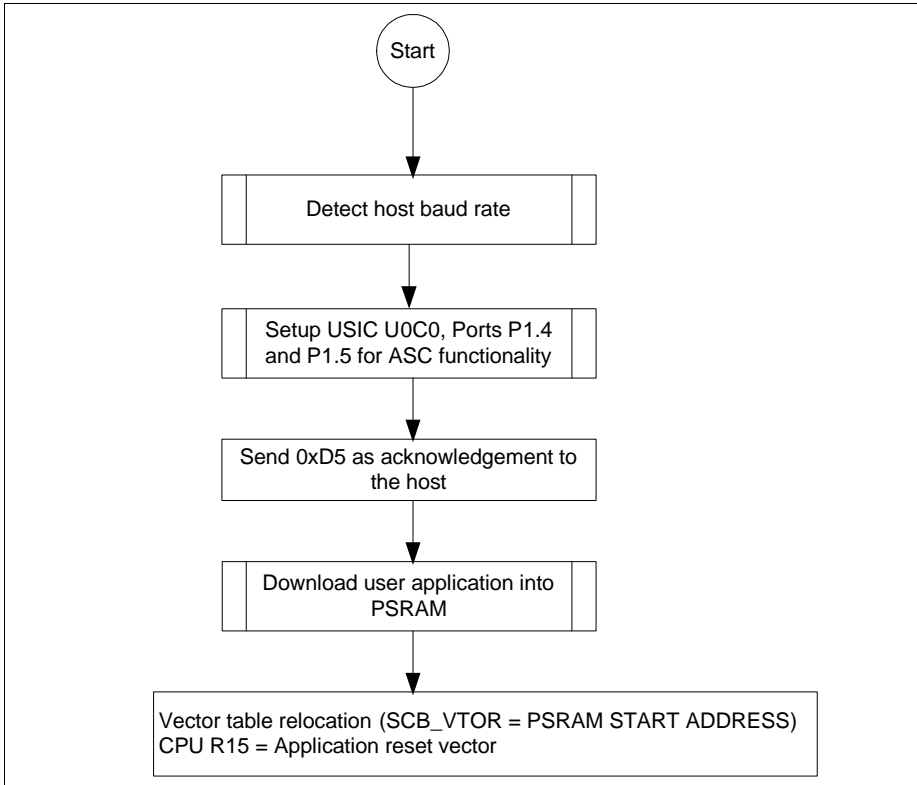 Start
Detect host baud rate
Setup USIC U0C0, Ports P1.4
and P1.5 for ASC functionality
Send 0xD5 as acknowledgement to
the host
Download user application into
PSRAM
Vector table relocation (SCB_VTOR = PSRAM START ADDRESS)
CPU R15 = Application reset vector